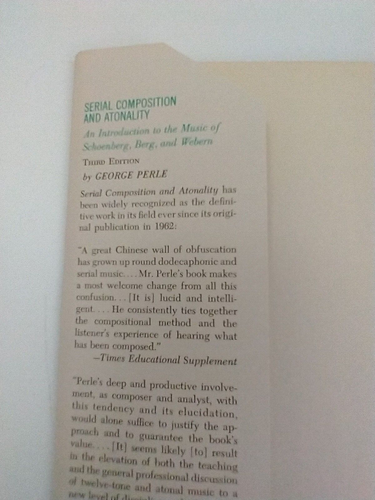 SERIAL COMPOSITION
AND ATONALITY
An Introduction to the Music of
Schoenberg, Berg, and Webern
THIRD EDITION
by GEORGE PERLE
Serial Composition and Atonality has
been widely recognized as the defini-
tive work in its field ever since its origi-
nal publication in 1962:
"A great Chinese wall of obfuscation
has grown up round dodecaphonic and
serial music.... Mr. Perle's book makes
a most welcome change from all this
confusion... [It is] lucid and intelli-
gent.... He consistently ties together
the compositional method and the
listener's experience of hearing what
has been composed."
—Times Educational Supplement
"Perle's deep and productive involve-
ment, as composer and analyst, with
this tendency and its elucidation,
would alone suffice to justify the ap-
proach and to guarantee the book's
value.... [It] seems likely [to] result
in the elevation of both the teaching
and the general professional discussion
of twelve-tone and atonal music to a
new level of